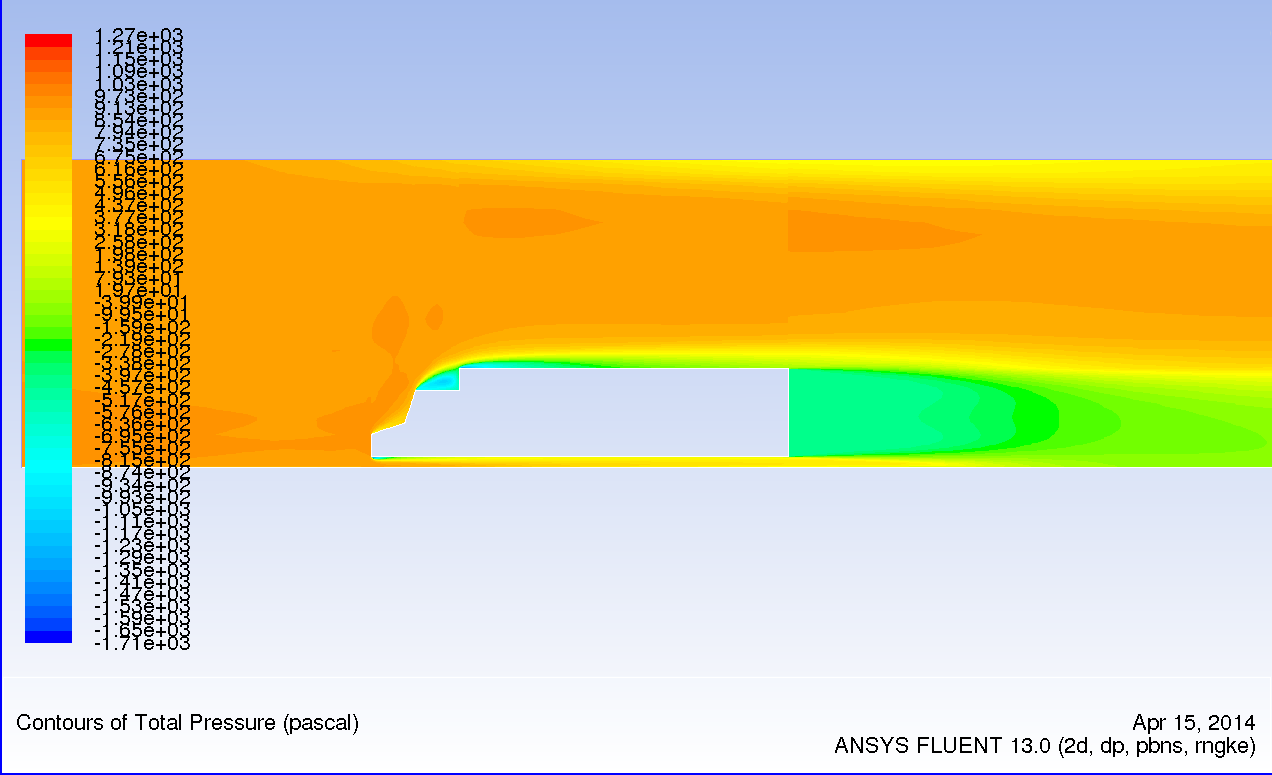 1.27e+03
1.21e+03
1.15e+03
1.09e+03
1.03e+03
9.73e+02
9.13e+02
8.54e+02
7.94e+02
7.35e+02
6.75e+02
6.16e+02
5.56e+02
4.96e+02
4.37e+02
3.77e+02
3.18e+02
2.58e+02
1.98e+02
1.39e+02
7.93e+01
1.97e+01
-3.99e+01
-9.95e+01
-1.59e+02
-2.19e+02
-2.78e+02
-3.38e+02
-3.97e+02
-4.57e+02
-5.17e+02
-5.76e+02
-6.36e+02
-6.95e+02
-7.55e+02
-8.15e+02
-8.74e+02
-9.34e+02
-9.93e+02
-1.05e+03
-1.11e+03
-1.17e+03
-1.23e+03
-1.29e+03
-1.35e+03
-1.41e+03
-1.47e+03
-1.53e+03
-1.59e+03
-1.65e+03
-1.71e+03
Contours of Total Pressure (pascal)
Apr 15, 2014
ANSYS FLUENT 13.0 (2d, dp, pbns, rngke)